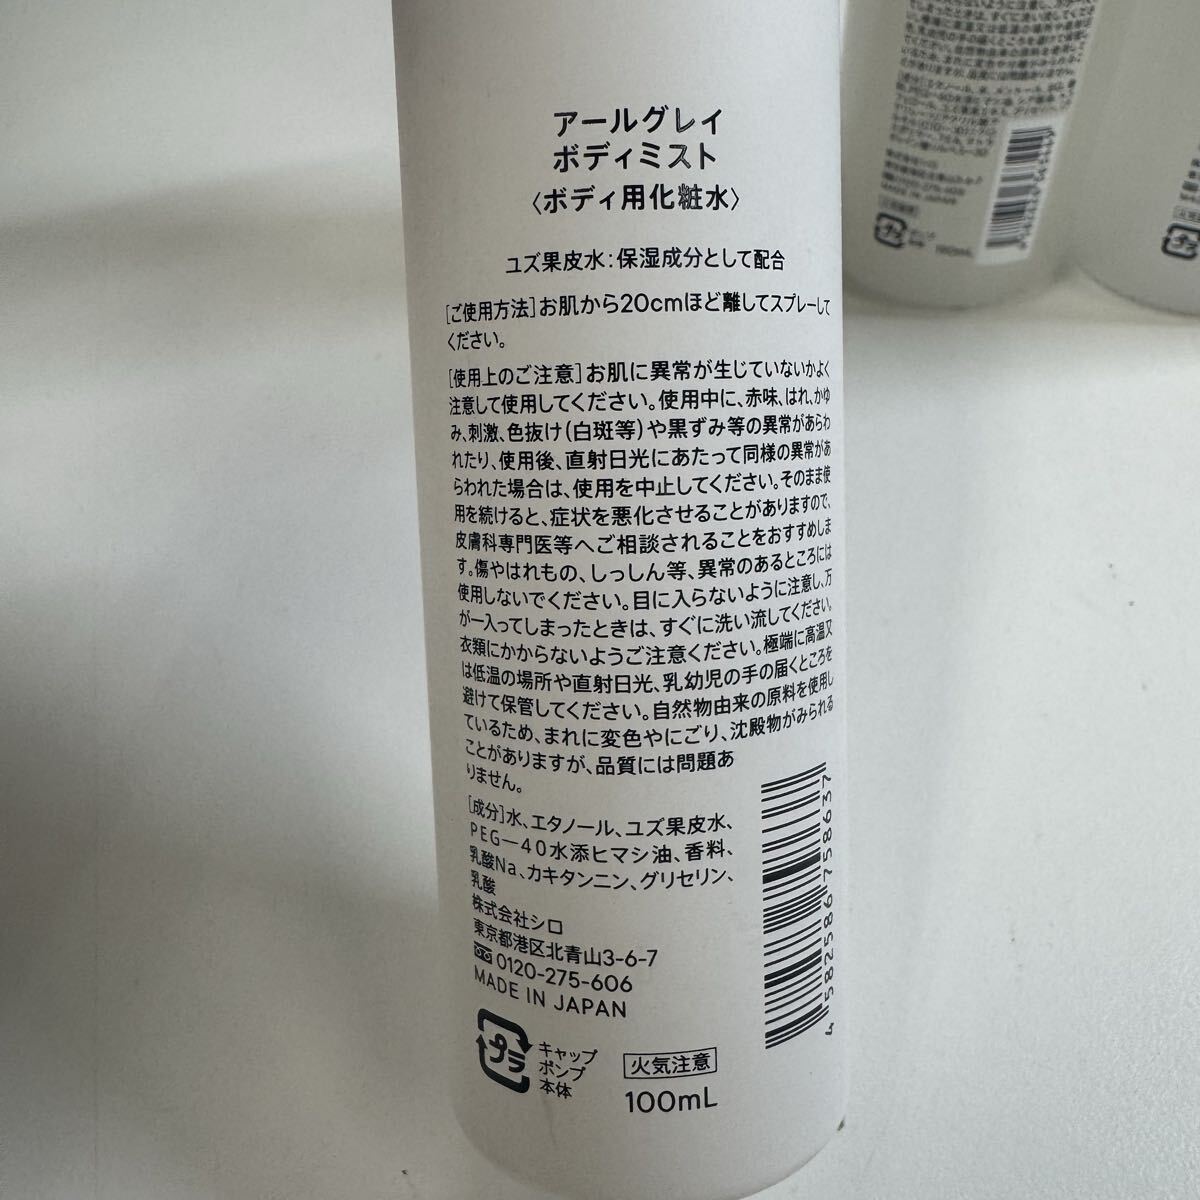 アールグレイ
ボディミスト
〈ボディ用化粧水〉
ユズ果皮水：保湿成分として配合
[ご使用方法]お肌から20cmほど離してスプレーして
ください。
[使用上のご注意]お肌に異常が生じていないかよく
注意して使用してください。使用中に、赤味、はれ、かゆ
み、刺激、色抜け（白斑等）や黒ずみ等の異常があらわ
れたり、使用後、直射日光にあたって同様の異常があ
らわれた場合は、使用を中止してください。そのまま使
用を続けると、症状を悪化させることがありますので、
皮膚科専門医等へご相談されることをおすすめしま
す。傷やはれもの、しっしん等、異常のあるところには
使用しないでください。目に入らないように注意し、万
が一入ってしまったときは、すぐに洗い流してください。
衣類にかからないようご注意ください。極端に高温又
は低温の場所や直射日光、乳幼児の手の届くところを
避けて保管してください。自然物由来の原料を使用し
ているため、まれに変色やにごり、沈殿物がみられる
ことがありますが、品質には問題あ
りません。
[成分]水、エタノール、ユズ果皮水、
PEG－40水添ヒマシ油、香料、
乳酸Na、カキタンニン、グリセリン、
乳酸
株式会社シロ
東京都港区北青山3-6-7
0120-275-606
MADE IN JAPAN
プラ
キャップ
ポンプ
本体
火気注意
100mL
4582586758637